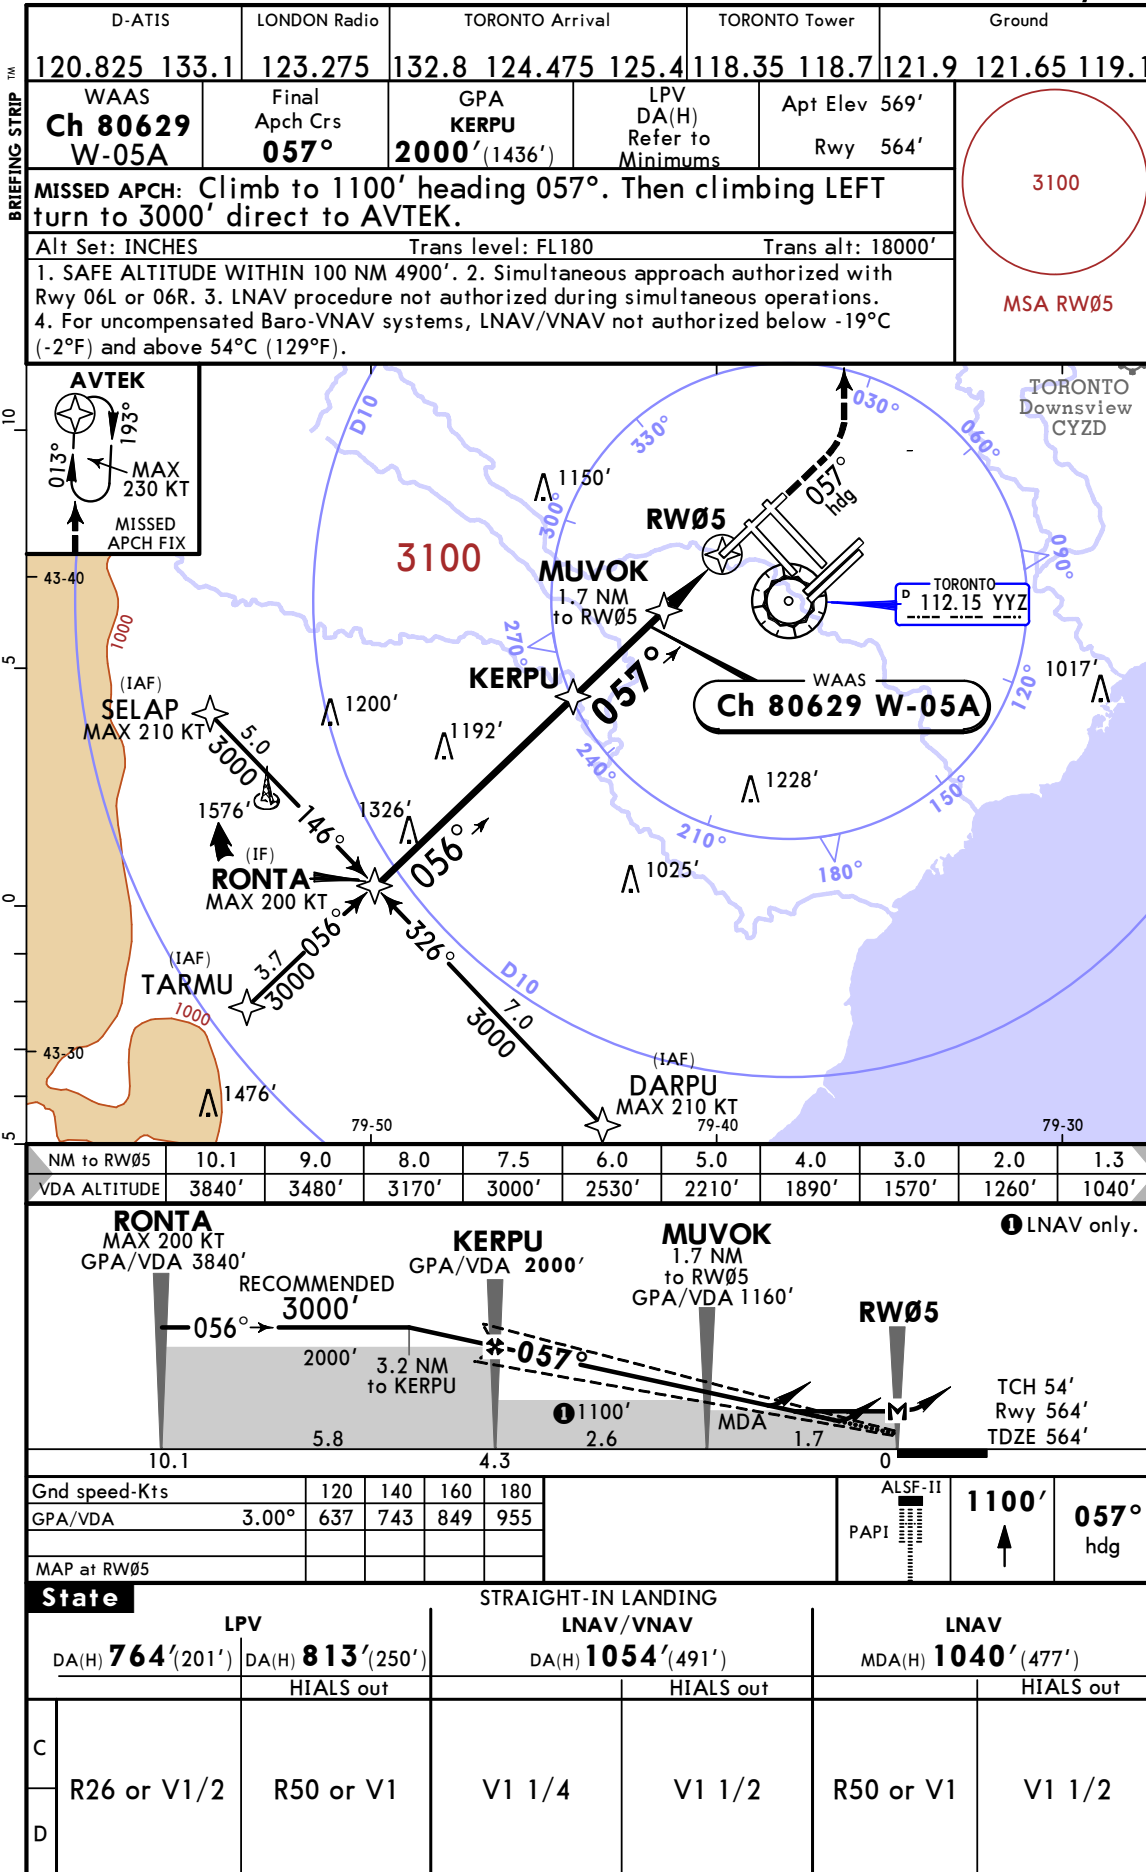 D-ATIS LONDON Radio TORONTO Arrival TORONTO Tower Ground
120.825 133.1 123.275 132.8 124.475 125.4 118.35 118.7 121.9 121.65 119.1
BRIEFING STRIP TM
WAAS
Ch 80629
W-05A
Final
Apch Crs
057°
GPA
KERPU
2000'(1436')
LPV
DA(H)
Refer to
Minimums
Apt Elev 569'
Rwy 564'
MISSED APCH: Climb to 1100' heading 057°. Then climbing LEFT
turn to 3000' direct to AVTEK.
Alt Set: INCHES Trans level: FL180 Trans alt: 18000'
1. SAFE ALTITUDE WITHIN 100 NM 4900'. 2. Simultaneous approach authorized with
Rwy 06L or 06R. 3. LNAV procedure not authorized during simultaneous operations.
4. For uncompensated Baro-VNAV systems, LNAV/VNAV not authorized below -19°C
(-2°F) and above 54°C (129°F).
3100
MSA RWØ5
AVTEK
013°
193°
MAX
230 KT
MISSED
APCH FIX
D10
330°
030°
060°
TORONTO
Downsview
CYZD
10
1150'
300°
057°
hdg
RWØ5
3100
MUVOK
1.7 NM
to RWØ5
090°
43-40
TORONTO
D 112.15 YYZ
1000
270°
5
KERPU
057°
WAAS
Ch 80629 W-05A
1017'
120°
(IAF)
SELAP
MAX 210 KT
5.0
3000
146°
1200'
1192'
240°
1228'
150°
1576'
1326'
210°
180°
(IF)
RONTA
MAX 200 KT
056°
1025'
0
326°
056°
3.7
3000
(IAF)
TARMU
D10
7.0
3000
1000
43-30
(IAF)
DARPU
MAX 210 KT
1476'
5
79-50 79-40 79-30
NM to RWØ5 10.1 9.0 8.0 7.5 6.0 5.0 4.0 3.0 2.0 1.3
VDA ALTITUDE 3840' 3480' 3170' 3000' 2530' 2210' 1890' 1570' 1260' 1040'
RONTA
MAX 200 KT
GPA/VDA 3840'
KERPU
GPA/VDA 2000'
MUVOK
1.7 NM
to RWØ5
GPA/VDA 1160'
1 LNAV only.
RECOMMENDED
3000'
056°
RWØ5
2000'
3.2 NM
to KERPU
057°
1 1100'
MDA
M
TCH 54'
Rwy 564'
TDZE 564'
5.8 2.6 1.7
10.1 4.3 0
Gnd speed-Kts 120 140 160 180
GPA/VDA 3.00° 637 743 849 955
MAP at RWØ5
ALSF-II
PAPI
1100'
057°
hdg
State STRAIGHT-IN LANDING
LPV LNAV/VNAV LNAV
DA(H) 764'(201') DA(H) 813'(250') DA(H) 1054'(491') MDA(H) 1040'(477')
HIALS out HIALS out HIALS out
C
R26 or V1/2 R50 or V1 V1 1/4 V1 1/2 R50 or V1 V1 1/2
D